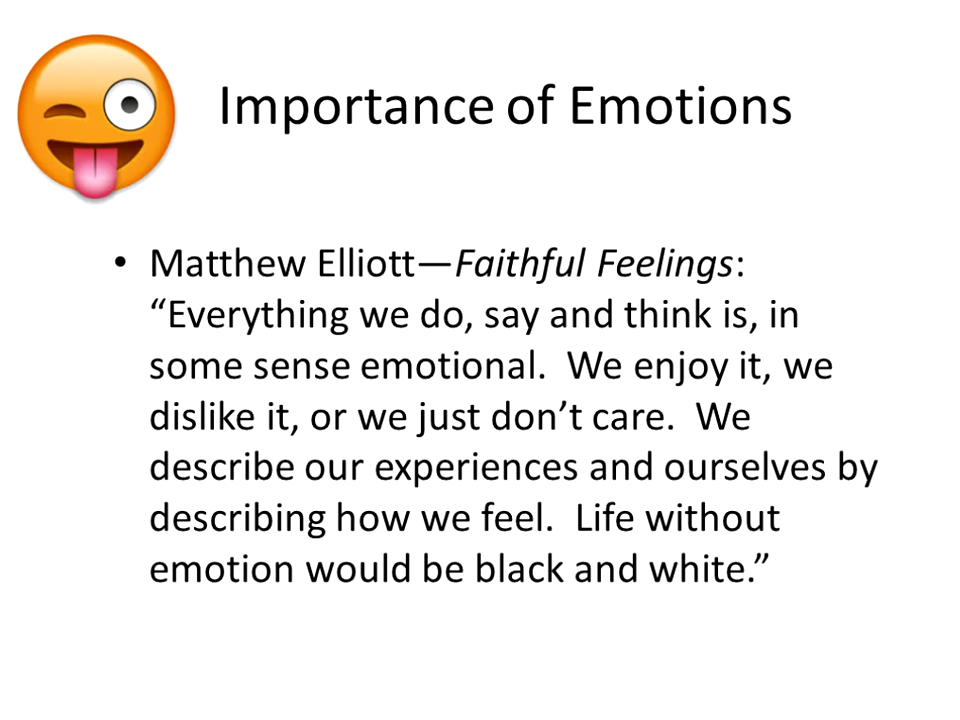 Importance of Emotions
• Matthew Elliott—Faithful Feelings:
“Everything we do, say and think is, in
some sense emotional.  We enjoy it, we
dislike it, or we just don’t care.  We
describe our experiences and ourselves by
describing how we feel.  Life without
emotion would be black and white.”